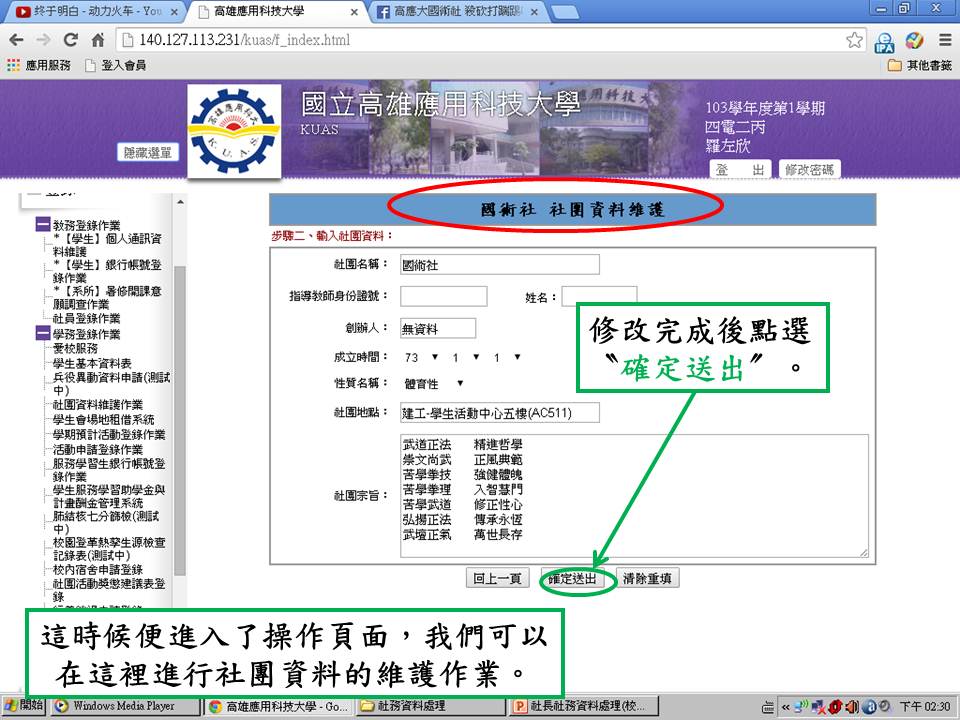 终于明白 - 动力火车 - You
高雄應用科技大學
高應大國術社
140.127.113.231/kuas/f_index.html
應用服務
登入會員
其他書籤
國立高雄應用科技大學
KUAS
隱藏選單
103學年度第1學期
四電二丙
羅左欣
登 出
修改密碼
國術社 社團資料維護
步驟二、輸入社團資料：
教務登錄作業
*【學生】個人通訊資
料維護
*【學生】銀行帳號登
錄作業
*【系所】暑修開課意
願調查作業
社員登錄作業
學務登錄作業
愛校服務
學生基本資料表
兵役異動資料申請(測試
中)
社團資料維護作業
學生會場地租借系統
學期預計活動登錄作業
活動申請登錄作業
服務學習生銀行帳號登
錄作業
學生服務學習助學金與
計畫酬金管理系統
肺結核七分篩檢(測試
中)
校園登革熱孳生源檢查
記錄表(測試中)
校內宿舍申請登錄
社團活動獎懲建議表登
錄
社團名稱： 國術社
指導教師身份證號： 姓名：
創辦人： 無資料
成立時間： 73 ▼ 1 ▼ 1 ▼
性質名稱： 體育性 ▼
社團地點： 建工-學生活動中心五樓(AC511)
社團宗旨：
武道正法 精進哲學
崇文尚武 正風典範
苦學拳技 強健體魄
苦學拳理 入智慧門
苦學武道 修正性心
弘揚正法 傳承永恆
武壇正氣 萬世長存
回上一頁 確定送出 清除重填
修改完成後點選
〝確定送出〞。
這時候便進入了操作頁面，我們可以
在這裡進行社團資料的維護作業。
開始
Windows Media Player
高雄應用科技大學 - Go...
社務資料處理
社長社務資料處理(校...
下午 02:30